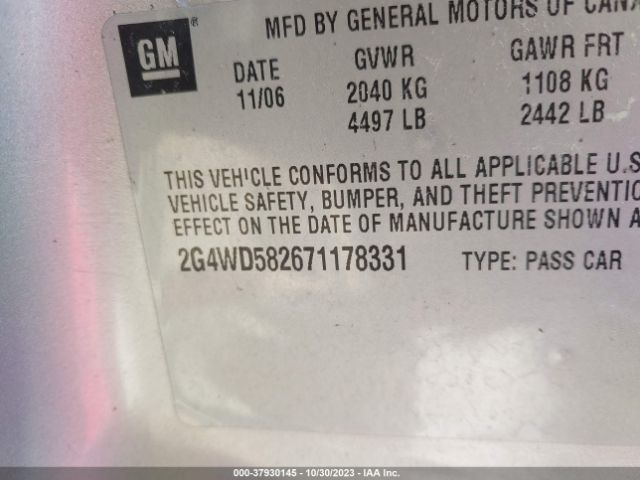 GM
®
MFD BY GENERAL MOTORS OF
DATE GVWR GAWR FRT
11/06 2040 KG 1108 KG
4497 LB 2442 LB
THIS VEHICLE CONFORMS TO ALL APPLICABLE U.S
VEHICLE SAFETY, BUMPER, AND THEFT PREVENTIO
EFFECT ON THE DATE OF MANUFACTURE SHOWN A
2G4WD582671178331 TYPE: PASS CAR
000-37930145 - 10/30/2023 - IAA Inc.